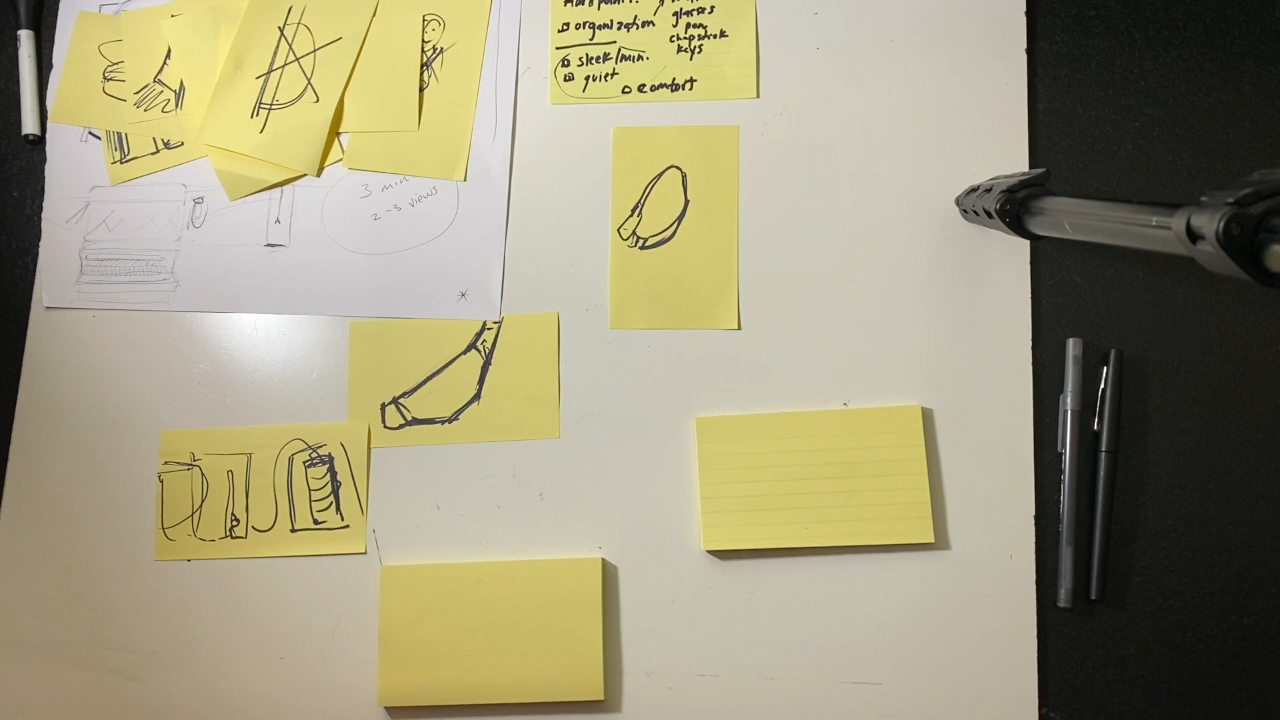 organization
sleek/min.
quiet
comfort
glasses
pen
chapstick
keys
3 min
2-3 views